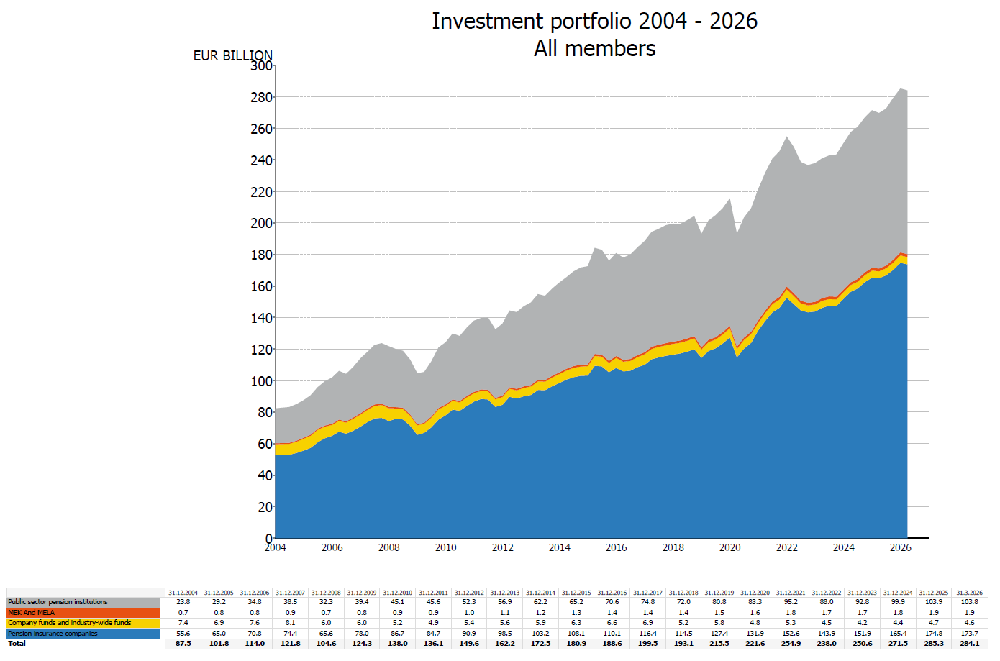 Investment portfolio 2004 - 2026
All members
EUR BILLION
300
280
260
240
220
200
180
160
140
120
100
80
60
40
20
0
2004 2006 2008 2010 2012 2014 2016 2018 2020 2022 2024 2026
31.12.2004 31.12.2005 31.12.2006 31.12.2007 31.12.2008 31.12.2009 31.12.2010 31.12.2011 31.12.2012 31.12.2013 31.12.2014 31.12.2015 31.12.2016 31.12.2017 31.12.2018 31.12.2019 31.12.2020 31.12.2021 31.12.2022 31.12.2023 31.12.2024 31.12.2025 31.3.2026
Public sector pension institutions 23.8 29.2 34.8 38.5 32.3 39.4 45.1 45.6 52.3 56.9 62.2 65.2 70.6 74.8 72.0 80.8 83.3 95.2 88.0 92.8 99.9 103.9 103.8
MEK And MELA 0.7 0.8 0.8 0.9 0.7 0.8 0.9 0.9 1.0 1.1 1.2 1.3 1.4 1.4 1.4 1.5 1.6 1.8 1.7 1.7 1.8 1.9 1.9
Company funds and industry-wide funds 7.4 6.9 7.6 8.1 6.0 6.0 5.2 4.9 5.4 5.6 5.9 6.3 6.6 6.9 5.2 5.8 4.8 5.3 4.5 4.2 4.4 4.7 4.6
Pension insurance companies 55.6 65.0 70.8 74.4 65.6 78.0 86.7 84.7 90.9 98.5 103.2 108.1 110.1 116.4 114.5 127.4 131.9 152.6 143.9 151.9 165.4 174.8 173.7
Total 87.5 101.8 114.0 121.8 104.6 124.3 138.0 136.1 149.6 162.2 172.5 180.9 188.6 199.5 193.1 215.5 221.6 254.9 238.0 250.6 271.5 285.3 284.1